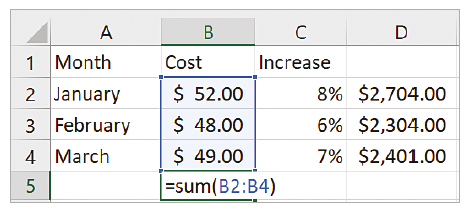 A B C D
1 Month Cost Increase
2 January $ 52.00 8% $2,704.00
3 February $ 48.00 6% $2,304.00
4 March $ 49.00 7% $2,401.00
5 =sum(B2:B4)